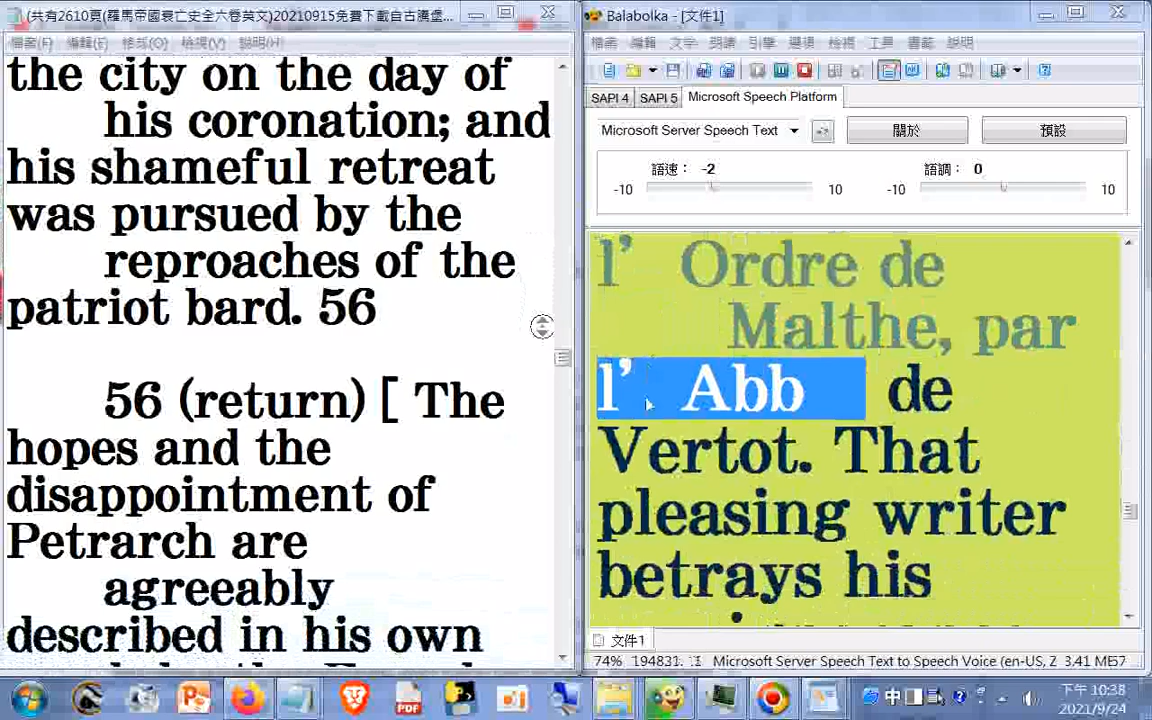 (共有2610頁(羅馬帝國衰亡史全六卷英文)20210915免費下載自古騰堡...
檔案(F) 編輯(E) 格式(O) 檢視(V) 說明(H)
the city on the day of
his coronation; and
his shameful retreat
was pursued by the
reproaches of the
patriot bard. 56
56 (return) [ The
hopes and the
disappointment of
Petrarch are
agreeably
described in his own
Balabolka - [文件1]
檔案 編輯 文字 朗讀 引擎 選項 檢視 工具 書籤 說明
SAPI 4 SAPI 5 Microsoft Speech Platform
Microsoft Server Speech Text 關於 預設
語速： -2 語調： 0
-10 10 -10 10
l’ Ordre de
Malthe, par
l’ Abb de
Vertot. That
pleasing writer
betrays his
文件1
74% Microsoft Server Speech Text to Speech Voice (en-US, Z 3.41 ME57
中
下午 10:38
2021/9/24